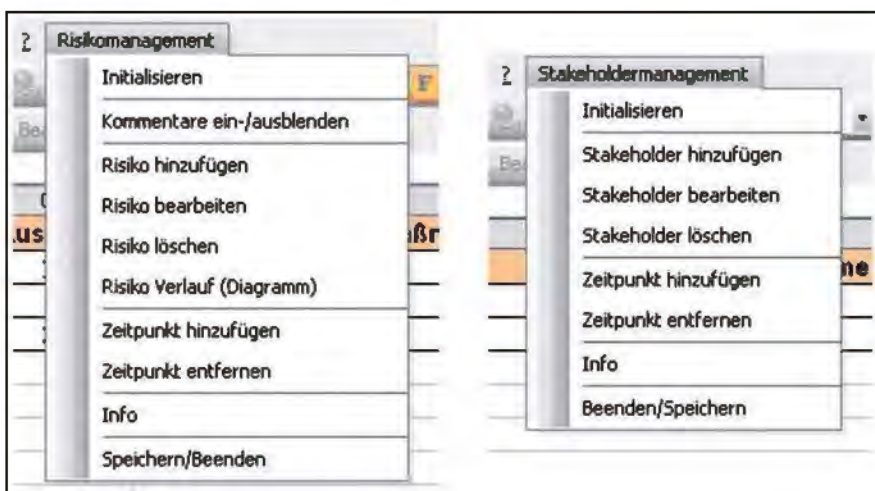 ? Risikomanagement
Initialisieren
F
Kommentare ein-/ausblenden
Risiko hinzufügen
Risiko bearbeiten
Risiko löschen
Risiko Verlauf (Diagramm)
Zeitpunkt hinzufügen
Zeitpunkt entfernen
Info
Speichern/Beenden
? Stakeholdermanagement
Initialisieren
Stakeholder hinzufügen
Stakeholder bearbeiten
Stakeholder löschen
Zeitpunkt hinzufügen
Zeitpunkt entfernen
Info
Beenden/Speichern